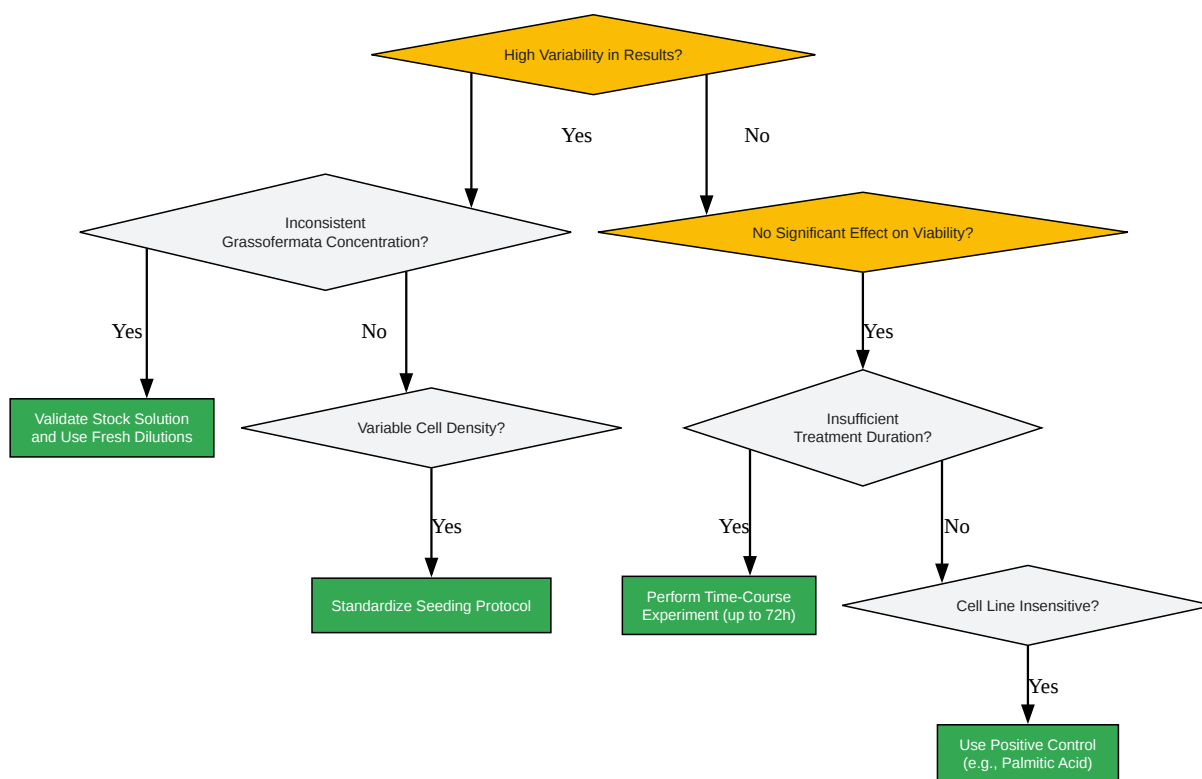 High Variability in Results?
Yes
No
Inconsistent
Grassofermata Concentration?
No Significant Effect on Viability?
Yes
No
Yes
Validate Stock Solution
and Use Fresh Dilutions
Variable Cell Density?
Insufficient
Treatment Duration?
Yes
Yes
No
Standardize Seeding Protocol
Perform Time-Course
Experiment (up to 72h)
Cell Line Insensitive?
Yes
Use Positive Control
(e.g., Palmitic Acid)